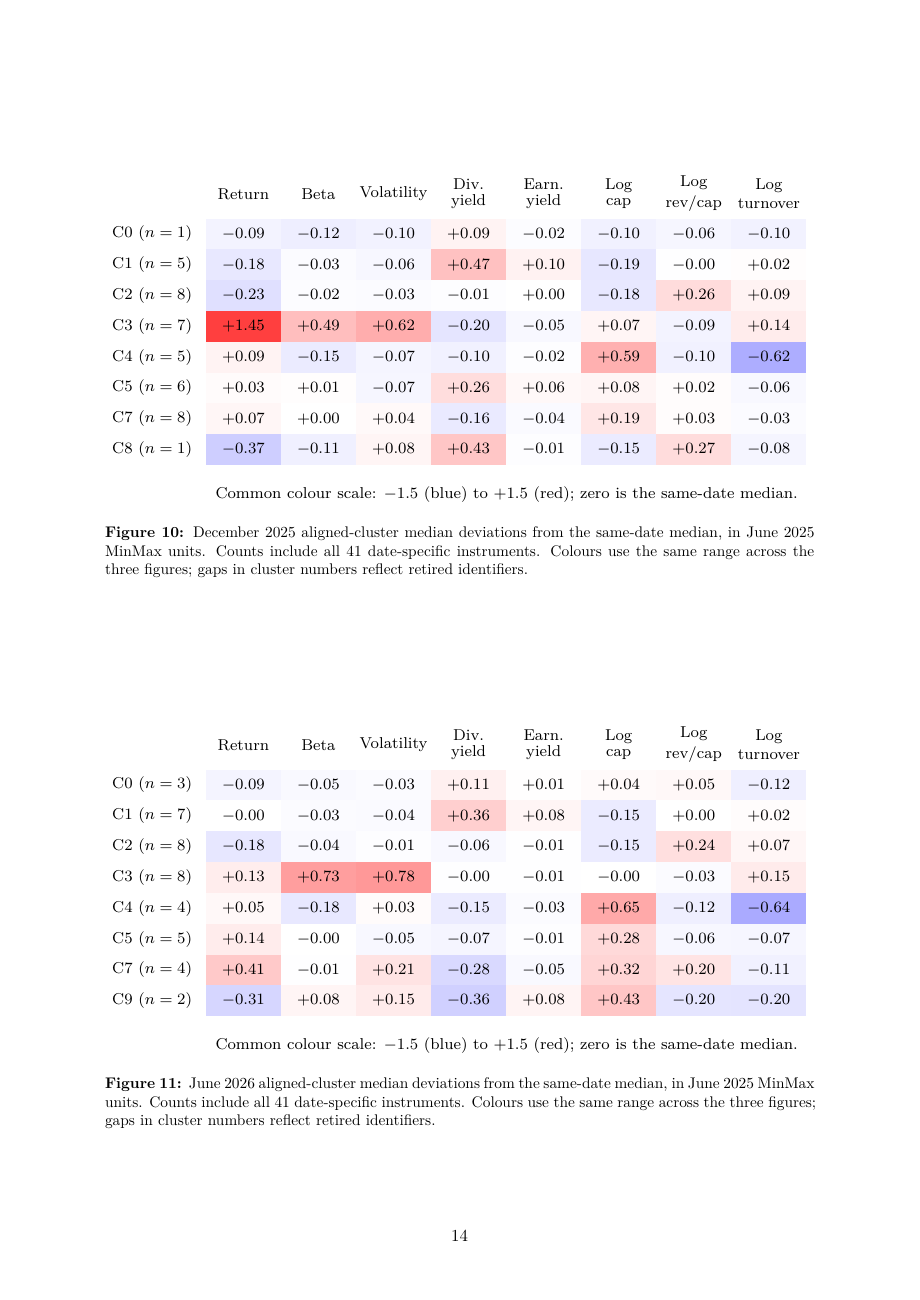 Return Beta Volatility Div. yield Earn. yield Log cap Log rev/cap Log turnover
C0 (n = 1) −0.09 −0.12 −0.10 +0.09 −0.02 −0.10 −0.06 −0.10
C1 (n = 5) −0.18 −0.03 −0.06 +0.47 +0.10 −0.19 −0.00 +0.02
C2 (n = 8) −0.23 −0.02 −0.03 −0.01 +0.00 −0.18 +0.26 +0.09
C3 (n = 7) +1.45 +0.49 +0.62 −0.20 −0.05 +0.07 −0.09 +0.14
C4 (n = 5) +0.09 −0.15 −0.07 −0.10 −0.02 +0.59 −0.10 −0.62
C5 (n = 6) +0.03 +0.01 −0.07 +0.26 +0.06 +0.08 +0.02 −0.06
C7 (n = 8) +0.07 +0.00 +0.04 −0.16 −0.04 +0.19 +0.03 −0.03
C8 (n = 1) −0.37 −0.11 +0.08 +0.43 −0.01 −0.15 +0.27 −0.08
Common colour scale: −1.5 (blue) to +1.5 (red); zero is the same-date median.
Figure 10: December 2025 aligned-cluster median deviations from the same-date median, in June 2025
MinMax units. Counts include all 41 date-specific instruments. Colours use the same range across the
three figures; gaps in cluster numbers reflect retired identifiers.
Return Beta Volatility Div. yield Earn. yield Log cap Log rev/cap Log turnover
C0 (n = 3) −0.09 −0.05 −0.03 +0.11 +0.01 +0.04 +0.05 −0.12
C1 (n = 7) −0.00 −0.03 −0.04 +0.36 +0.08 −0.15 +0.00 +0.02
C2 (n = 8) −0.18 −0.04 −0.01 −0.06 −0.01 −0.15 +0.24 +0.07
C3 (n = 8) +0.13 +0.73 +0.78 −0.00 −0.01 −0.00 −0.03 +0.15
C4 (n = 4) +0.05 −0.18 +0.03 −0.15 −0.03 +0.65 −0.12 −0.64
C5 (n = 5) +0.14 −0.00 −0.05 −0.07 −0.01 +0.28 −0.06 −0.07
C7 (n = 4) +0.41 −0.01 +0.21 −0.28 −0.05 +0.32 +0.20 −0.11
C9 (n = 2) −0.31 +0.08 +0.15 −0.36 +0.08 +0.43 −0.20 −0.20
Common colour scale: −1.5 (blue) to +1.5 (red); zero is the same-date median.
Figure 11: June 2026 aligned-cluster median deviations from the same-date median, in June 2025 MinMax
units. Counts include all 41 date-specific instruments. Colours use the same range across the three figures;
gaps in cluster numbers reflect retired identifiers.
14